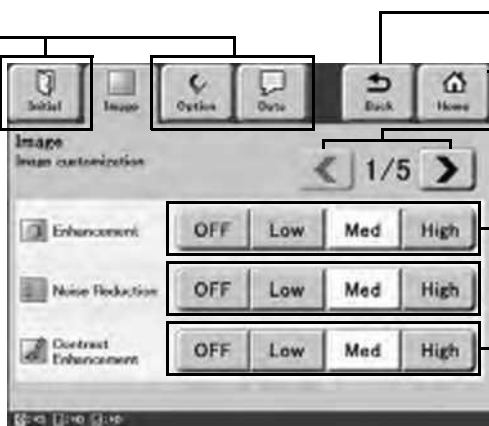 Initial Image Option Data Back Home
Image
Image customization
1/5
Enhancement OFF Low Med High
Noise Reduction OFF Low Med High
Contrast
Enhancement OFF Low Med High